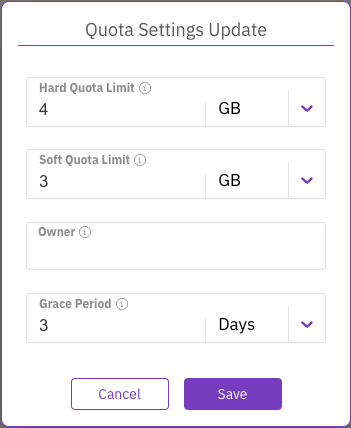 Quota Settings Update
Hard Quota Limit
4 GB
Soft Quota Limit
3 GB
Owner
Grace Period
3 Days
Cancel Save